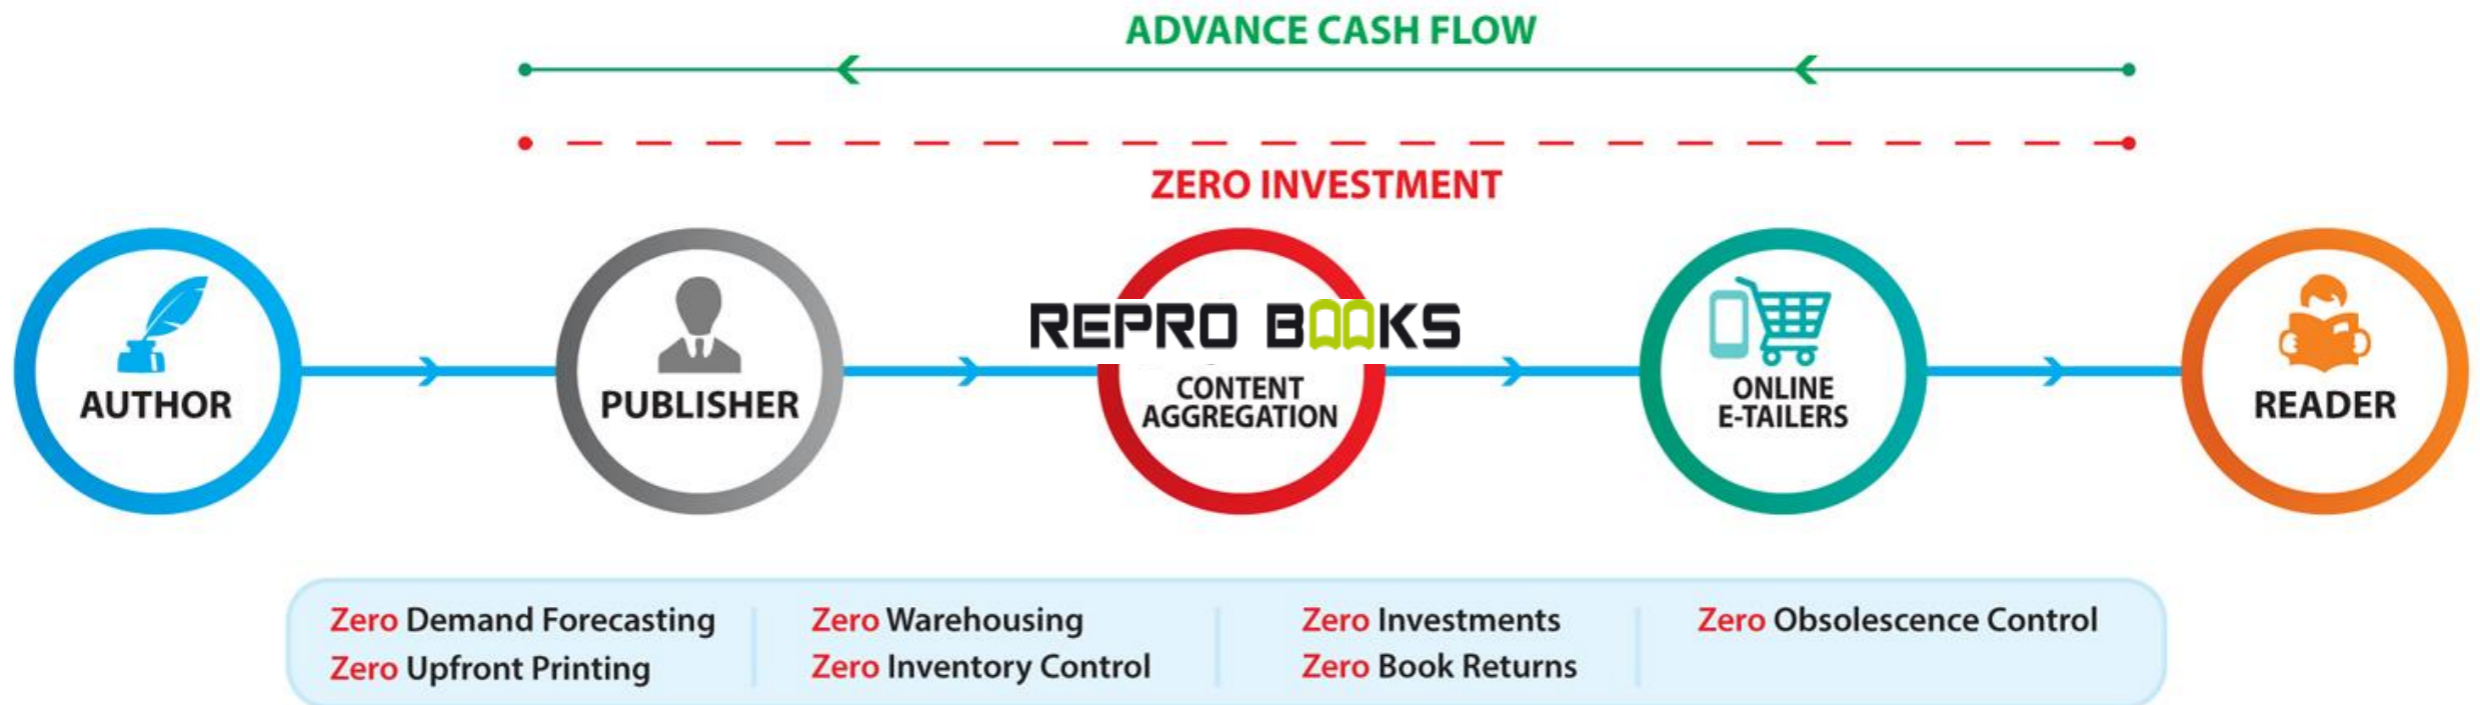 ADVANCE CASH FLOW
ZERO INVESTMENT
AUTHOR
PUBLISHER
REPRO BOOKS
CONTENT
AGGREGATION
ONLINE
E-TAILERS
READER
Zero Demand Forecasting
Zero Upfront Printing
Zero Warehousing
Zero Inventory Control
Zero Investments
Zero Book Returns
Zero Obsolescence Control